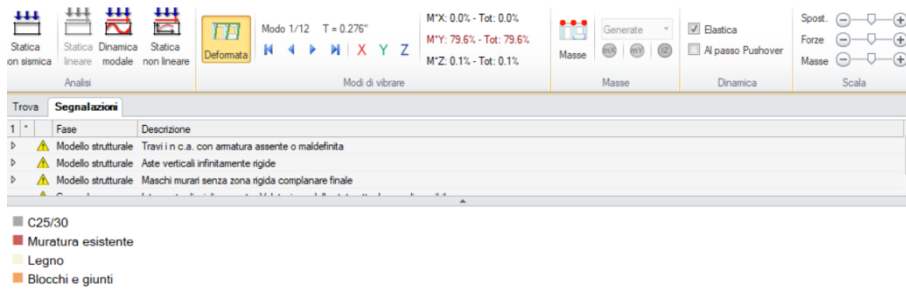 Statica
on sismica
Statica
lineare
Dinamica
modale
Statica
non lineare
Analisi
Deformata
Modo 1/12 T = 0.276"
X Y Z
M*X: 0.0% - Tot: 0.0%
M*Y: 79.6% - Tot: 79.6%
M*Z: 0.1% - Tot: 0.1%
Modi di vibrare
Masse
Generate
mX mY IZ
Masse
Elastica
Al passo Pushover
Dinamica
Spost.
Forze
Masse
Scala
Trova Segnalazioni
1 * Fase Descrizione
Modello strutturale Travi i n c.a. con armatura assente o maldefinita
Modello strutturale Aste verticali infinitamente rigide
Modello strutturale Maschi murari senza zona rigida complanare finale
C25/30
Muratura esistente
Legno
Blocchi e giunti